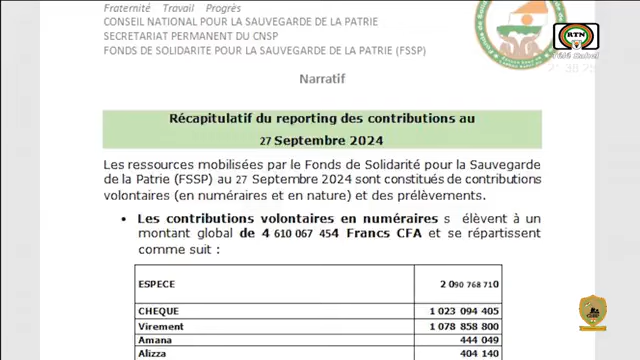 Fraternité Travail Progrès
CONSEIL NATIONAL POUR LA SAUVEGARDE DE LA PATRIE
SECRETARIAT PERMANENT DU CNSP
FONDS DE SOLIDARITE POUR LA SAUVEGARDE DE LA PATRIE (FSSP)
RTN
Télé Sahel
Narratif
Récapitulatif du reporting des contributions au
27 Septembre 2024
Les ressources mobilisées par le Fonds de Solidarité pour la Sauvegarde
de la Patrie (FSSP) au 27 Septembre 2024 sont constitués de contributions
volontaires (en numéraires et en nature) et des prélèvements.
• Les contributions volontaires en numéraires s élèvent à un
montant global de 4 610 067 454 Francs CFA et se répartissent
comme suit :
ESPECE 2 090 768 710
CHEQUE 1 023 094 405
Virement 1 078 858 800
Amana 444 049
Alizza 404 140